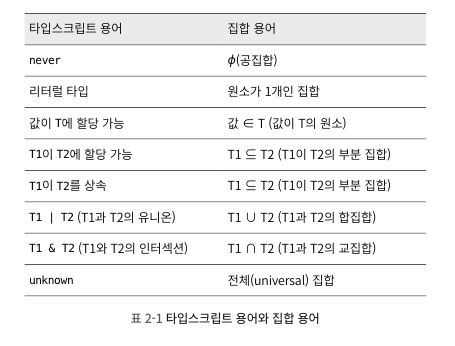 타입스크립트 용어 집합 용어
never ϕ(공집합)
리터럴 타입 원소가 1개인 집합
값이 T에 할당 가능 값 ∈ T (값이 T의 원소)
T1이 T2에 할당 가능 T1 ⊆ T2 (T1이 T2의 부분 집합)
T1이 T2를 상속 T1 ⊆ T2 (T1이 T2의 부분 집합)
T1 | T2 (T1과 T2의 유니온) T1 ∪ T2 (T1과 T2의 합집합)
T1 & T2 (T1와 T2의 인터섹션) T1 ∩ T2 (T1과 T2의 교집합)
unknown 전체(universal) 집합
표 2-1 타입스크립트 용어와 집합 용어